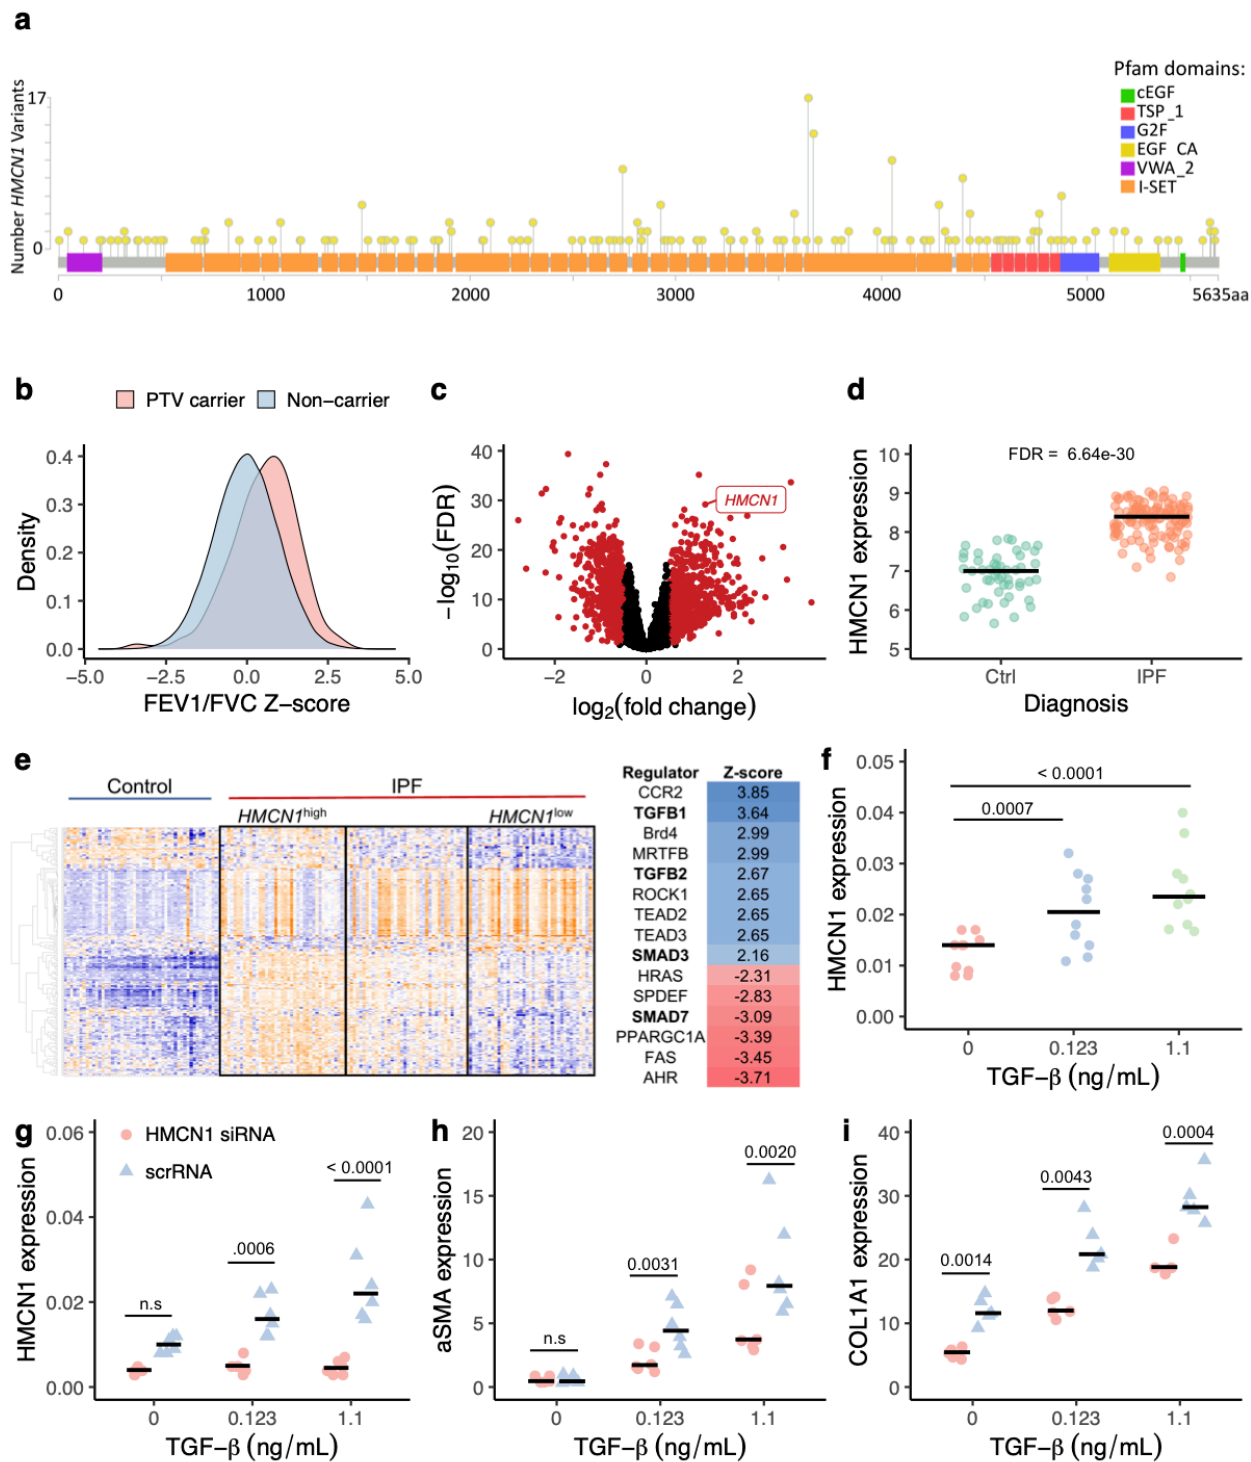 a
Number HMCN1 Variants
17
0
Pfam domains:
cEGF
TSP_1
G2F
EGF CA
VWA_2
I-SET
0 1000 2000 3000 4000 5000 5635aa
b
PTV carrier Non-carrier
Density
0.4
0.3
0.2
0.1
0.0
−5.0 −2.5 0.0 2.5 5.0
FEV1/FVC Z-score
c
−log10(FDR)
40
30
20
10
0
HMCN1
−2 0 2
log2(fold change)
d
HMCN1 expression
FDR = 6.64e-30
10
9
8
7
6
5
Ctrl IPF
Diagnosis
e
Control IPF
HMCN1high HMCN1low
Regulator Z-score
CCR2 3.85
TGFB1 3.64
Brd4 2.99
MRTFB 2.99
TGFB2 2.67
ROCK1 2.65
TEAD2 2.65
TEAD3 2.65
SMAD3 2.16
HRAS -2.31
SPDEF -2.83
SMAD7 -3.09
PPARGC1A -3.39
FAS -3.45
AHR -3.71
f
HMCN1 expression
0.05
0.04
0.03
0.02
0.01
0.00
< 0.0001
0.0007
0 0.123 1.1
TGF−β (ng/mL)
g
HMCN1 expression
0.06
0.04
0.02
0.00
HMCN1 siRNA
scrRNA
n.s
.0006
< 0.0001
0 0.123 1.1
TGF−β (ng/mL)
h
aSMA expression
20
15
10
5
0
n.s
0.0031
0.0020
0 0.123 1.1
TGF−β (ng/mL)
i
COL1A1 expression
40
30
20
10
0
0.0014
0.0043
0.0004
0 0.123 1.1
TGF−β (ng/mL)